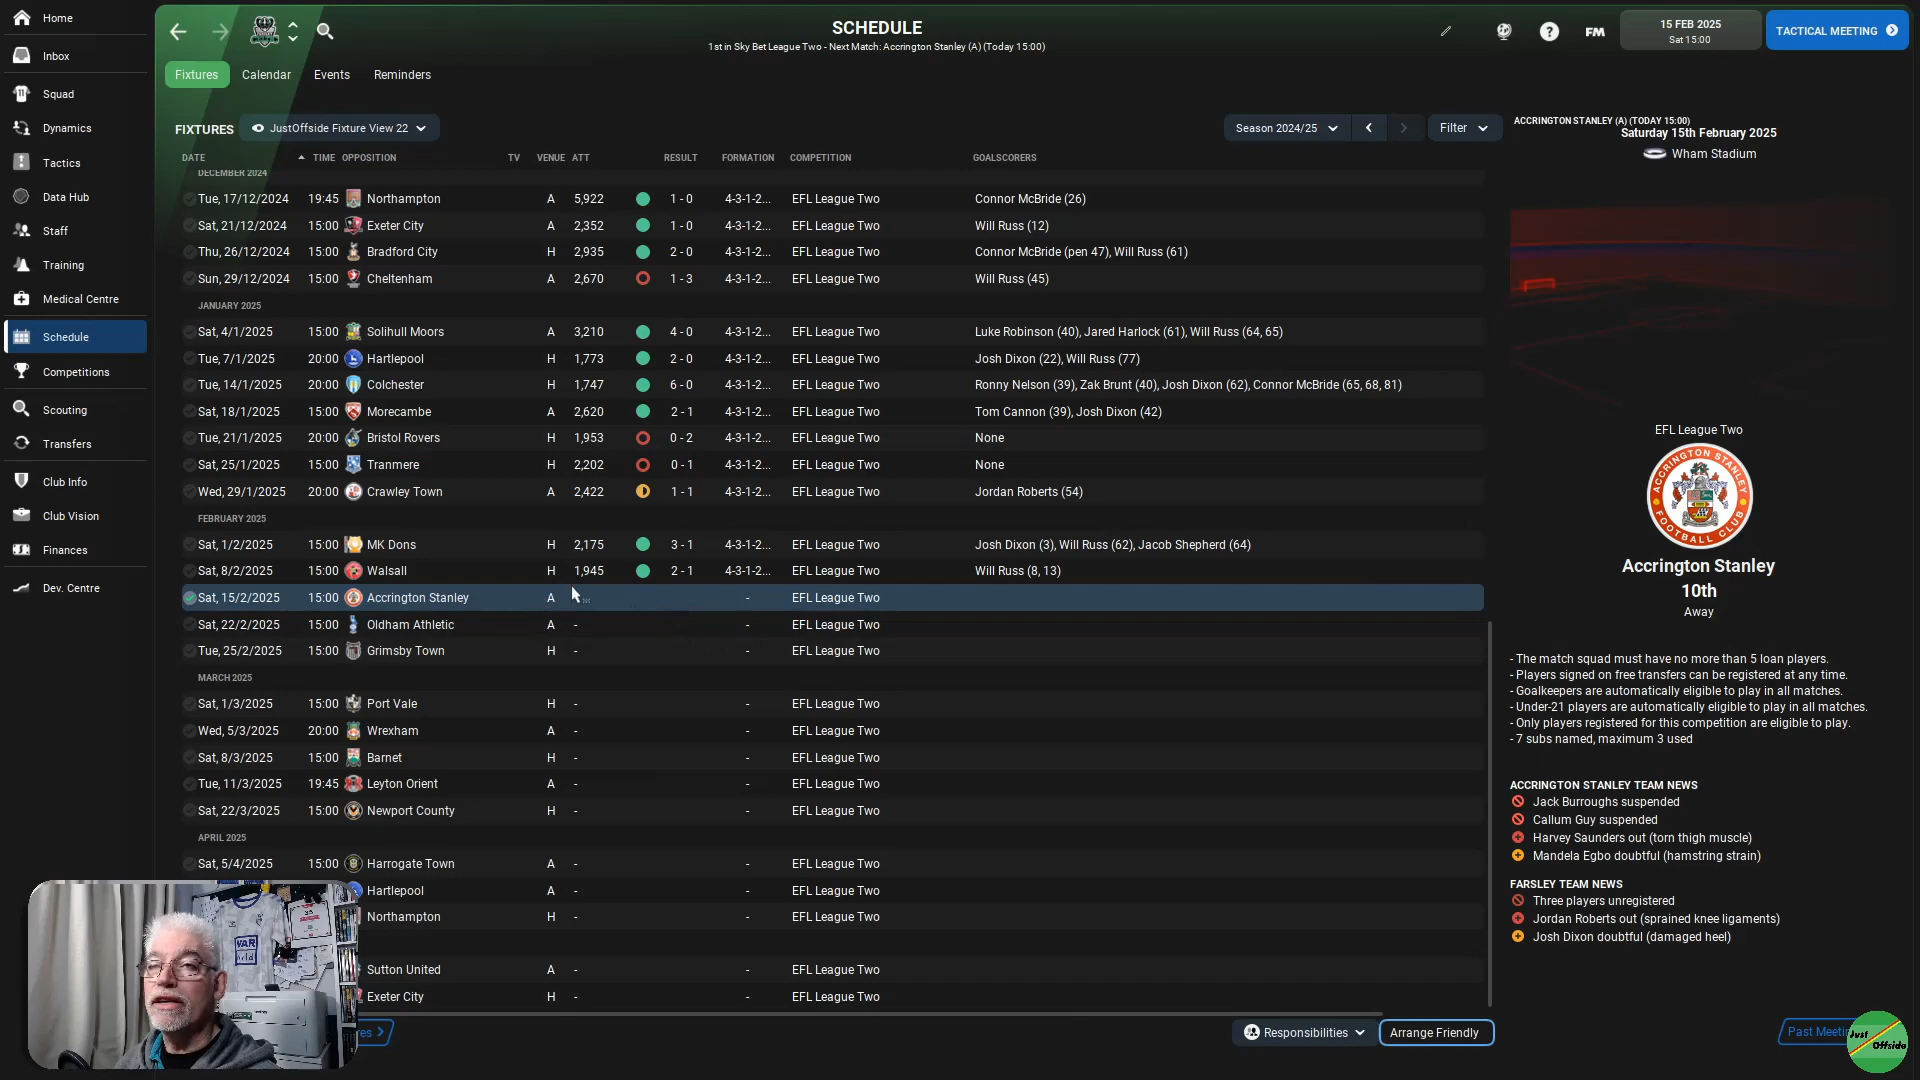 Home
Inbox
Squad
Dynamics
Tactics
Data Hub
Staff
Training
Medical Centre
Schedule
Competitions
Scouting
Transfers
Club Info
Club Vision
Finances
Dev. Centre
SCHEDULE
1st in Sky Bet League Two - Next Match: Accrington Stanley (A) (Today 15:00)
FM
15 FEB 2025
Sat 15:00
TACTICAL MEETING
Fixtures Calendar Events Reminders
FIXTURES JustOffside Fixture View 22 Season 2024/25 Filter
DATE TIME OPPOSITION TV VENUE ATT RESULT FORMATION COMPETITION GOALSCORERS
DECEMBER 2024
Tue, 17/12/2024 19:45 Northampton A 5,922 1 - 0 4-3-1-2... EFL League Two Connor McBride (26)
Sat, 21/12/2024 15:00 Exeter City A 2,352 1 - 0 4-3-1-2... EFL League Two Will Russ (12)
Thu, 26/12/2024 15:00 Bradford City H 2,935 2 - 0 4-3-1-2... EFL League Two Connor McBride (pen 47), Will Russ (61)
Sun, 29/12/2024 15:00 Cheltenham A 2,670 1 - 3 4-3-1-2... EFL League Two Will Russ (45)
JANUARY 2025
Sat, 4/1/2025 15:00 Solihull Moors A 3,210 4 - 0 4-3-1-2... EFL League Two Luke Robinson (40), Jared Harlock (61), Will Russ (64, 65)
Tue, 7/1/2025 20:00 Hartlepool H 1,773 2 - 0 4-3-1-2... EFL League Two Josh Dixon (22), Will Russ (77)
Tue, 14/1/2025 20:00 Colchester H 1,747 6 - 0 4-3-1-2... EFL League Two Ronny Nelson (39), Zak Brunt (40), Josh Dixon (62), Connor McBride (65, 68, 81)
Sat, 18/1/2025 15:00 Morecambe A 2,620 2 - 1 4-3-1-2... EFL League Two Tom Cannon (39), Josh Dixon (42)
Tue, 21/1/2025 20:00 Bristol Rovers H 1,953 0 - 2 4-3-1-2... EFL League Two None
Sat, 25/1/2025 15:00 Tranmere H 2,202 0 - 1 4-3-1-2... EFL League Two None
Wed, 29/1/2025 20:00 Crawley Town A 2,422 1 - 1 4-3-1-2... EFL League Two Jordan Roberts (54)
FEBRUARY 2025
Sat, 1/2/2025 15:00 MK Dons H 2,175 3 - 1 4-3-1-2... EFL League Two Josh Dixon (3), Will Russ (62), Jacob Shepherd (64)
Sat, 8/2/2025 15:00 Walsall H 1,945 2 - 1 4-3-1-2... EFL League Two Will Russ (8, 13)
Sat, 15/2/2025 15:00 Accrington Stanley A - EFL League Two
Sat, 22/2/2025 15:00 Oldham Athletic A - - EFL League Two
Tue, 25/2/2025 15:00 Grimsby Town H - - EFL League Two
MARCH 2025
Sat, 1/3/2025 15:00 Port Vale H - - EFL League Two
Wed, 5/3/2025 20:00 Wrexham A - - EFL League Two
Sat, 8/3/2025 15:00 Barnet H - - EFL League Two
Tue, 11/3/2025 19:45 Leyton Orient A - - EFL League Two
Sat, 22/3/2025 15:00 Newport County H - - EFL League Two
APRIL 2025
Sat, 5/4/2025 15:00 Harrogate Town A - - EFL League Two
Hartlepool A - - EFL League Two
Northampton H - - EFL League Two
Sutton United A - - EFL League Two
Exeter City H - - EFL League Two
Responsibilities Arrange Friendly
ACCRINGTON STANLEY (A) (TODAY 15:00)
Saturday 15th February 2025
Wham Stadium
EFL League Two
ACCRINGTON STANLEY
FOOTBALL CLUB
Accrington Stanley
10th
Away
- The match squad must have no more than 5 loan players.
- Players signed on free transfers can be registered at any time.
- Goalkeepers are automatically eligible to play in all matches.
- Under-21 players are automatically eligible to play in all matches.
- Only players registered for this competition are eligible to play.
- 7 subs named, maximum 3 used
ACCRINGTON STANLEY TEAM NEWS
Jack Burroughs suspended
Callum Guy suspended
Harvey Saunders out (torn thigh muscle)
Mandela Egbo doubtful (hamstring strain)
FARSLEY TEAM NEWS
Three players unregistered
Jordan Roberts out (sprained knee ligaments)
Josh Dixon doubtful (damaged heel)
Past
Just
Offside